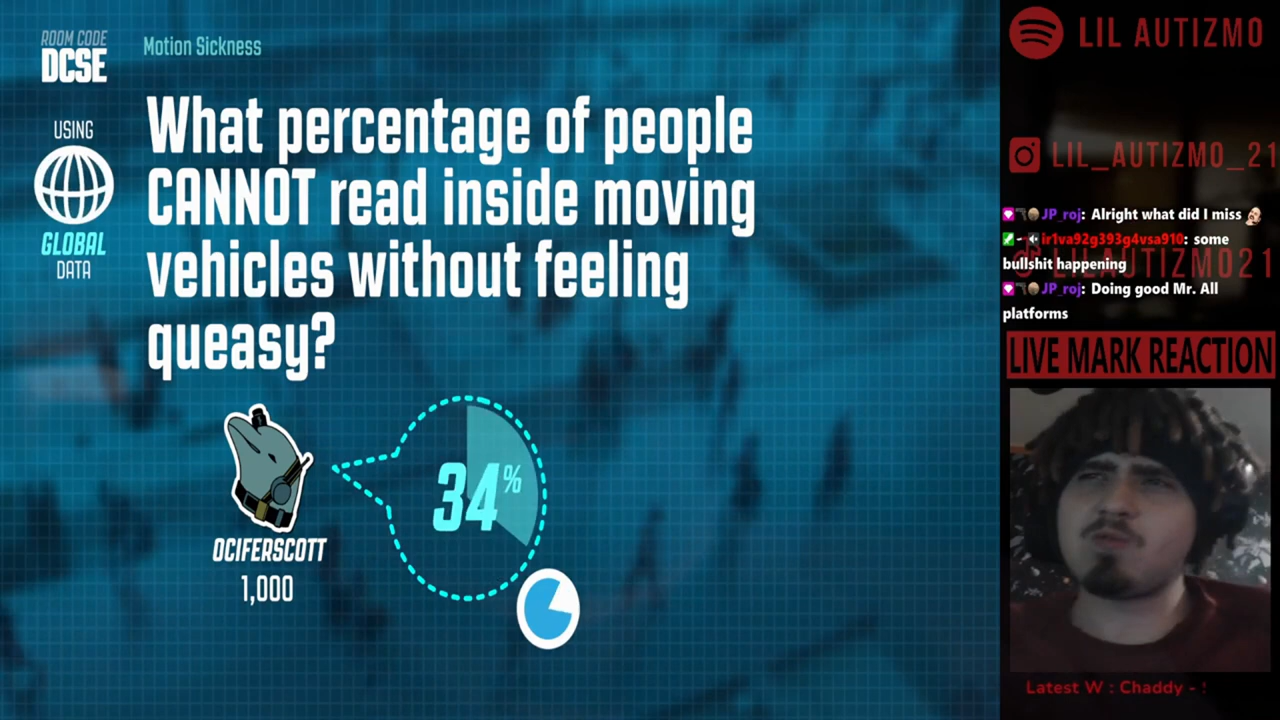 ROOM CODE
DCSE
Motion Sickness
USING
GLOBAL
DATA
What percentage of people
CANNOT read inside moving
vehicles without feeling
queasy?
34%
OCIFERSCOTT
1,000
LIL AUTIZMO
LIL_AUTIZMO_21
JP_roj: Alright what did I miss
ir1va92g393g4vsa910: some
bullshit happening
LILAUTIZMO21
JP_roj: Doing good Mr. All
platforms
LIVE MARK REACTION
Latest W : Chaddy -